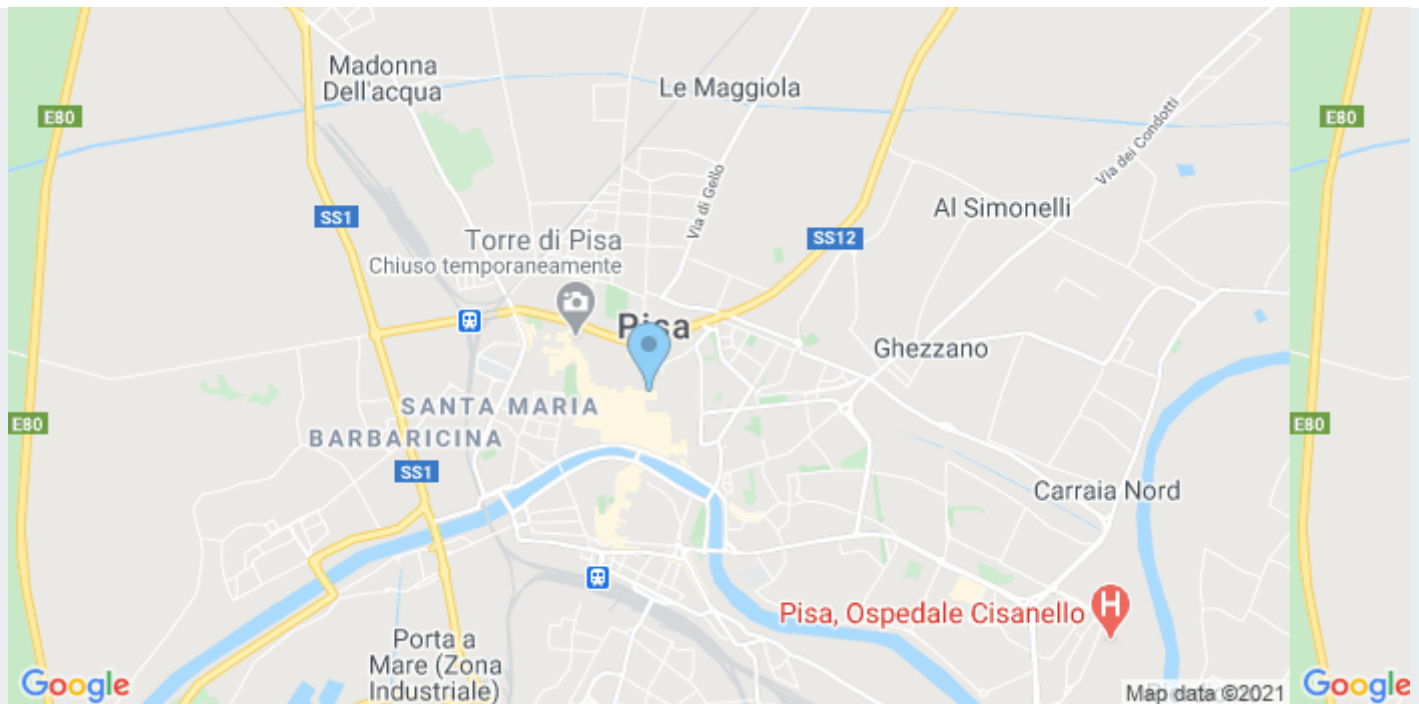 Madonna
Dell'acqua
Le Maggiola
E80
E80
Via dei Condotti
Via di Gello
Al Simonelli
SS1
Torre di Pisa
SS12
Chiuso temporaneamente
Pisa
Ghezzano
SANTA MARIA
E80
E80
BARBARICINA
SS1
Carraia Nord
Pisa, Ospedale Cisanello
H
Porta a
Mare (Zona
Industriale)
Google
Map data ©2021
Google